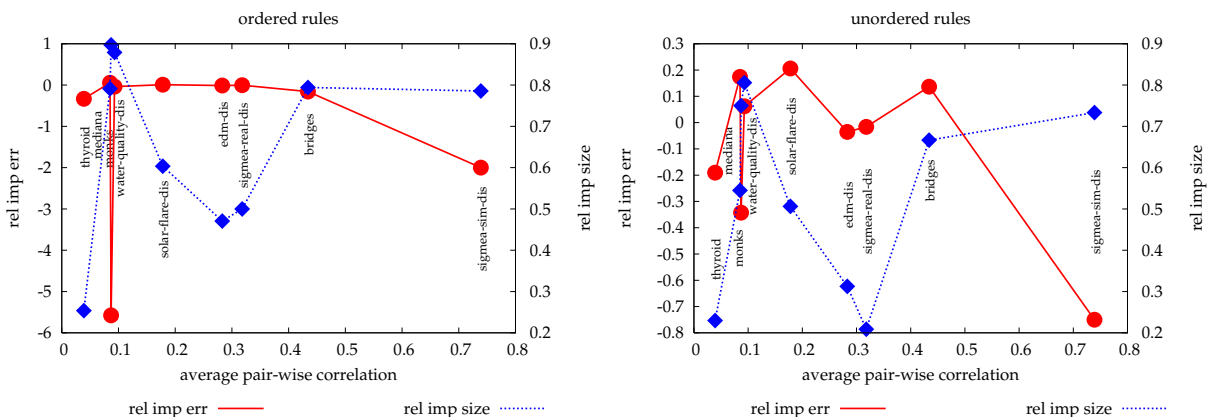 ordered rules
1
0
-1
-2
-3
-4
-5
-6
0.9
0.8
0.7
0.6
0.5
0.4
0.3
0.2
rel imp err
rel imp size
thyroid
mediana
monks
water-quality-dis
solar-flare-dis
edm-dis
sigmea-real-dis
bridges
sigmea-sim-dis
0 0.1 0.2 0.3 0.4 0.5 0.6 0.7 0.8
average pair-wise correlation
rel imp err rel imp size
unordered rules
0.3
0.2
0.1
0
-0.1
-0.2
-0.3
-0.4
-0.5
-0.6
-0.7
-0.8
0.9
0.8
0.7
0.6
0.5
0.4
0.3
0.2
rel imp err
rel imp size
thyroid
mediana
monks
water-quality-dis
solar-flare-dis
edm-dis
sigmea-real-dis
bridges
sigmea-sim-dis
0 0.1 0.2 0.3 0.4 0.5 0.6 0.7 0.8
average pair-wise correlation
rel imp err rel imp size